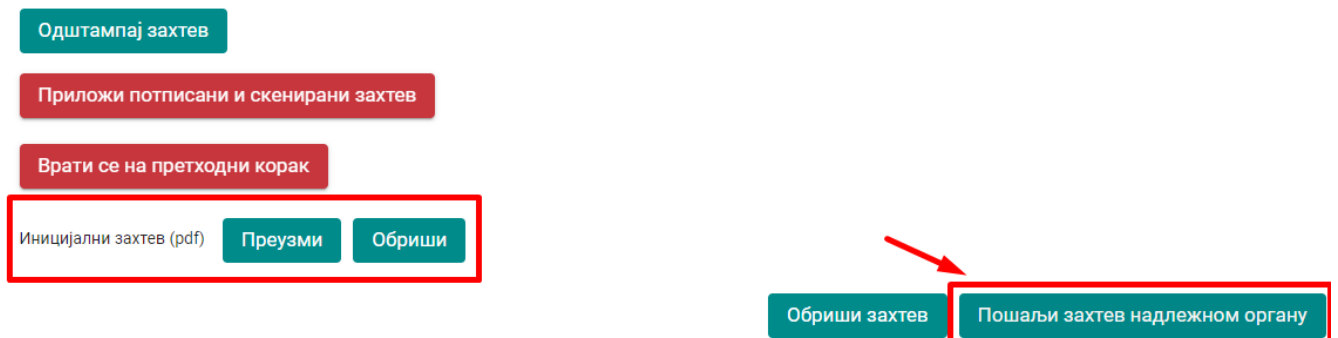 Одштампај захтев
Приложи потписани и скенирани захтев
Врати се на претходни корак
Иницијални захтев (pdf) Преузми Обриши
Обриши захтев Пошаљи захтев надлежном органу